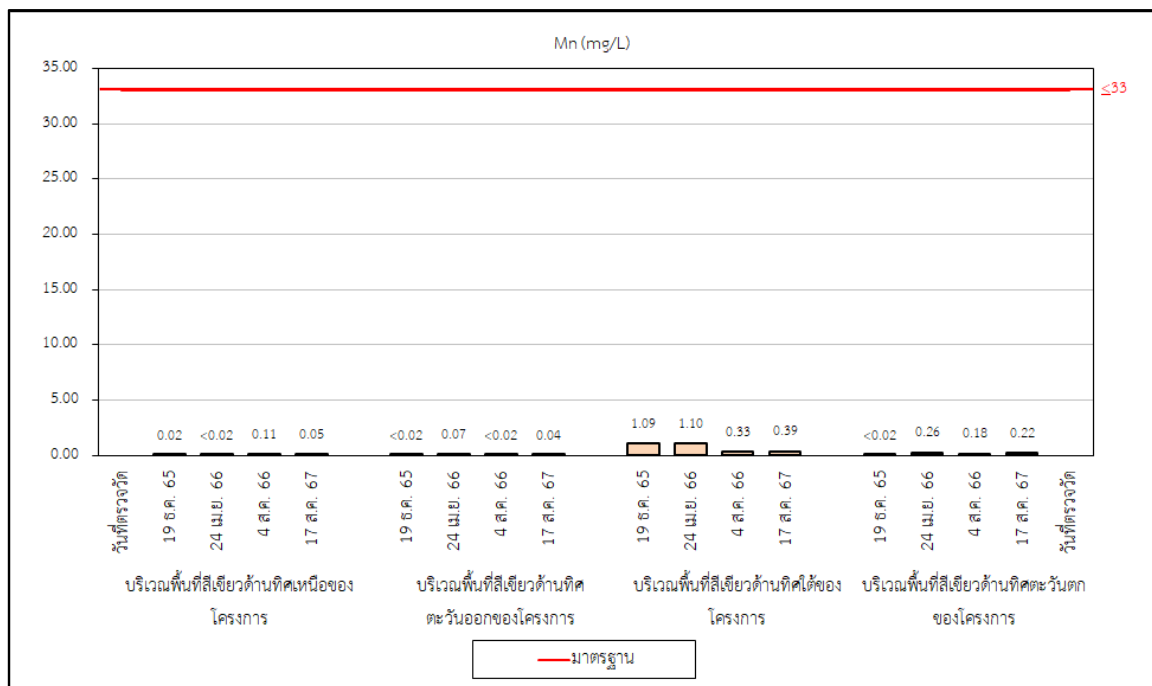 Mn (mg/L)
35.00
≤33
30.00
25.00
20.00
15.00
10.00
5.00
0.00
0.02 <0.02 0.11 0.05 <0.02 0.07 <0.02 0.04 1.09 1.10 0.33 0.39 <0.02 0.26 0.18 0.22
วันที่ตรวจวัด 19 ธ.ค. 65 24 เม.ย. 66 4 ส.ค. 66 17 ส.ค. 67 19 ธ.ค. 65 24 เม.ย. 66 4 ส.ค. 66 17 ส.ค. 67 19 ธ.ค. 65 24 เม.ย. 66 4 ส.ค. 66 17 ส.ค. 67 19 ธ.ค. 65 24 เม.ย. 66 4 ส.ค. 66 17 ส.ค. 67 วันที่ตรวจวัด
บริเวณพื้นที่สีเขียวด้านทิศเหนือของ
โครงการ
บริเวณพื้นที่สีเขียวด้านทิศ
ตะวันออกของโครงการ
บริเวณพื้นที่สีเขียวด้านทิศใต้ของ
โครงการ
บริเวณพื้นที่สีเขียวด้านทิศตะวันตก
ของโครงการ
มาตรฐาน